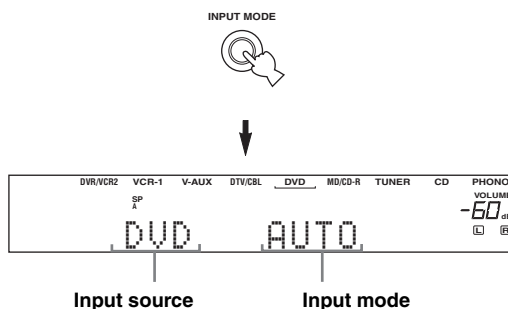 INPUT MODE
DVR/VCR2 VCR-1 V-AUX DTV/CBL DVD MD/CD-R TUNER CD PHONO
SP VOLUME
A
DVD AUTO -60 dB
L R
Input source Input mode